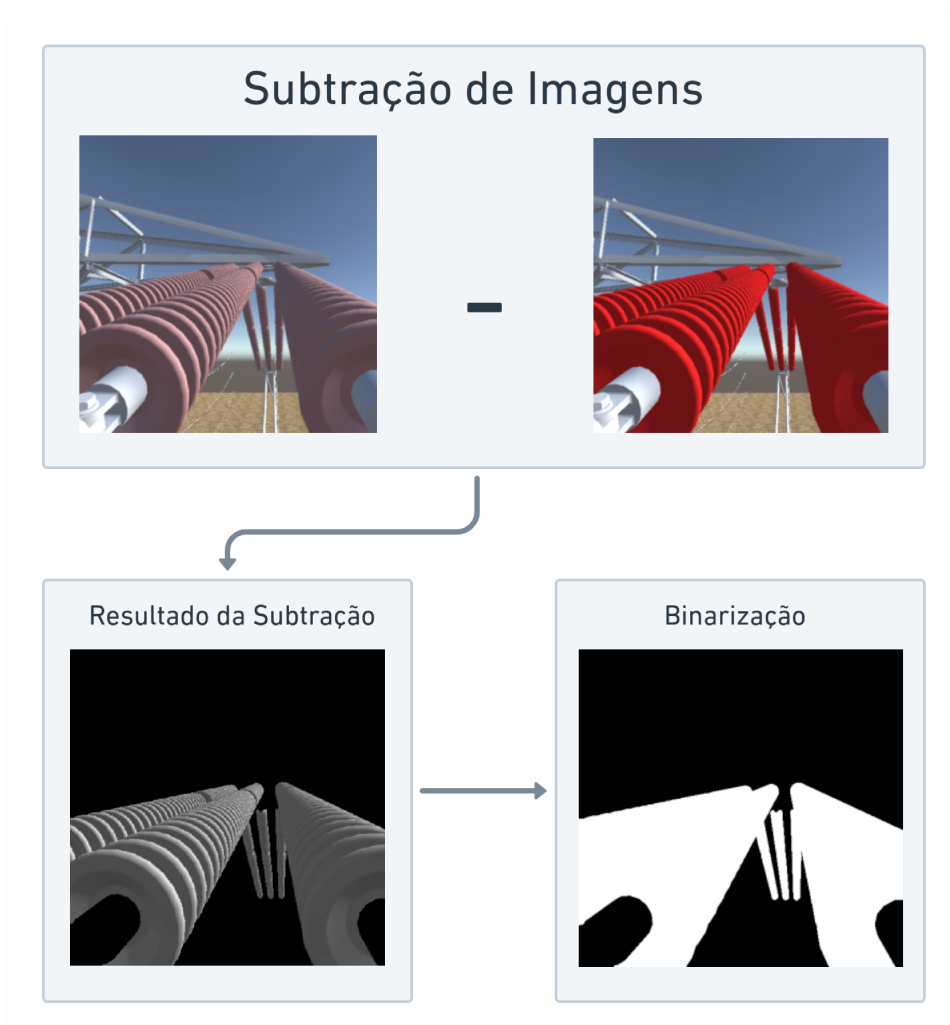 Subtração de Imagens
Resultado da Subtração
Binarização